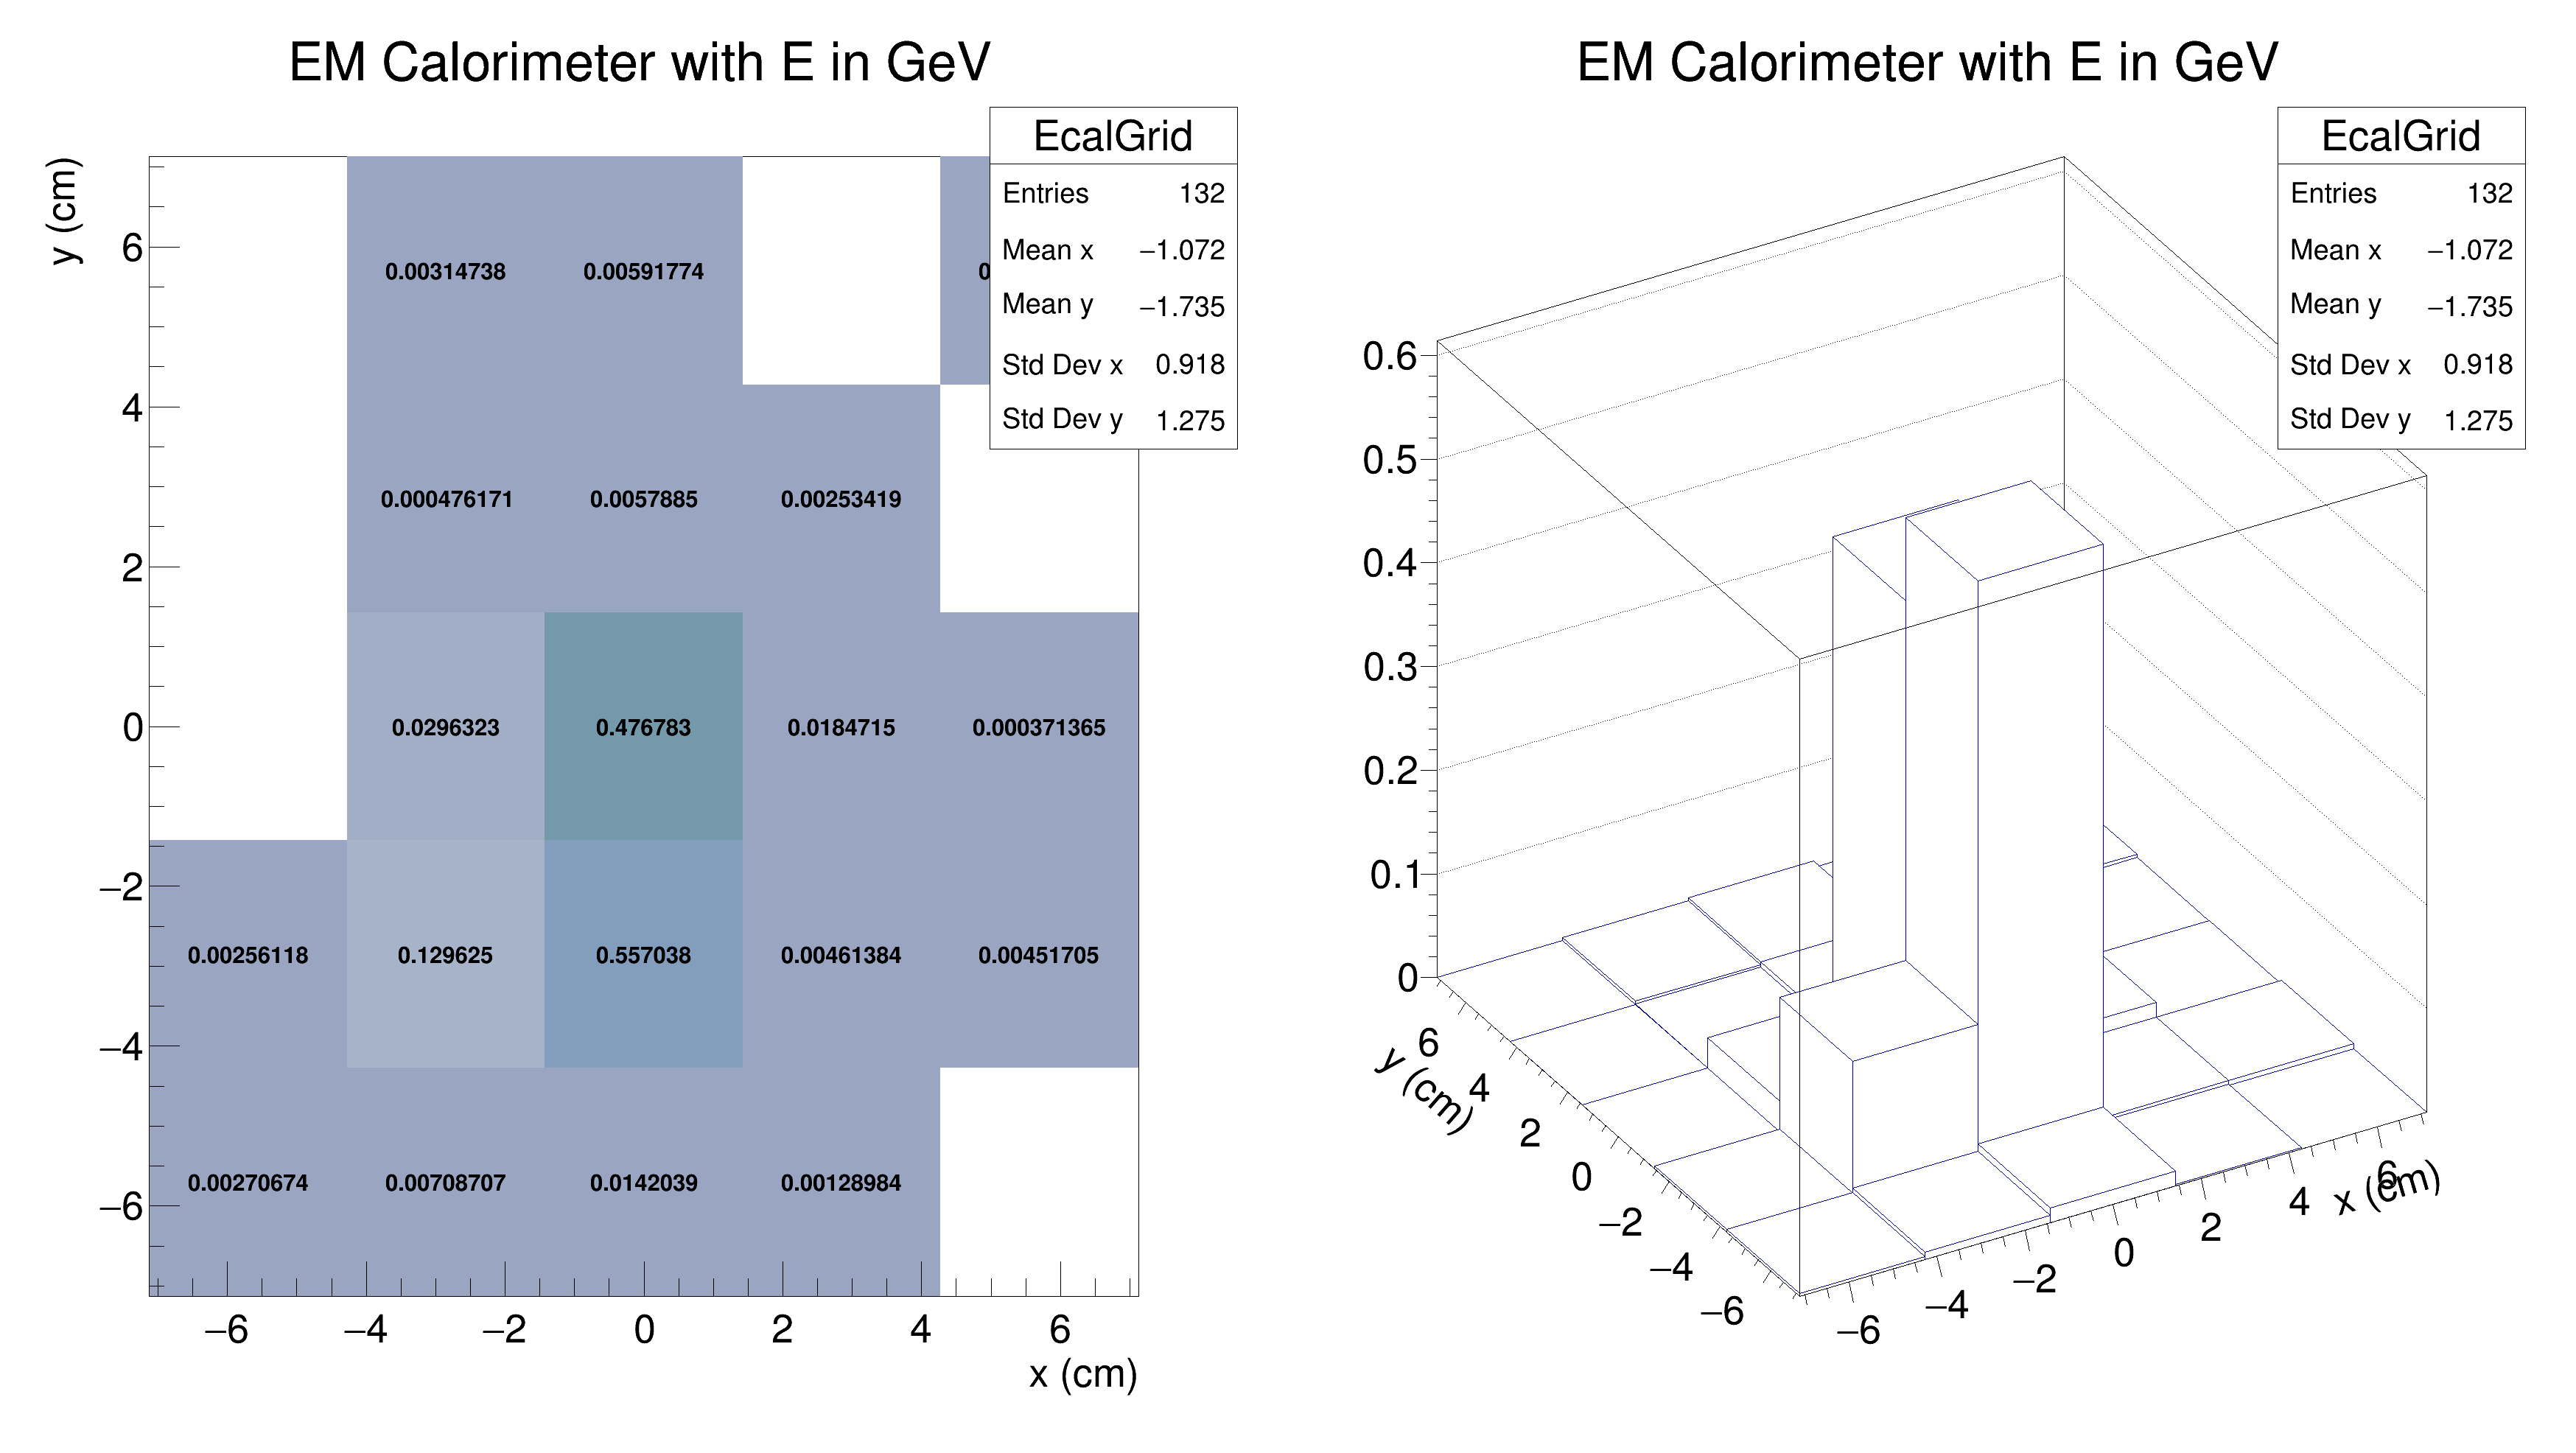 EM Calorimeter with E in GeV
EcalGrid
Entries 132
Mean x −1.072
Mean y −1.735
Std Dev x 0.918
Std Dev y 1.275
y (cm)
6
4
2
0
−2
−4
−6
0.00314738 0.00591774
0.000476171 0.0057885 0.00253419
0.0296323 0.476783 0.0184715 0.000371365
0.00256118 0.129625 0.557038 0.00461384 0.00451705
0.00270674 0.00708707 0.0142039 0.00128984
−6 −4 −2 0 2 4 6
x (cm)
EM Calorimeter with E in GeV
EcalGrid
Entries 132
Mean x −1.072
Mean y −1.735
Std Dev x 0.918
Std Dev y 1.275
0.6
0.5
0.4
0.3
0.2
0.1
0
y (cm)
6
4
2
0
−2
−4
−6
−6
−4
−2
0
2
4
6
x (cm)